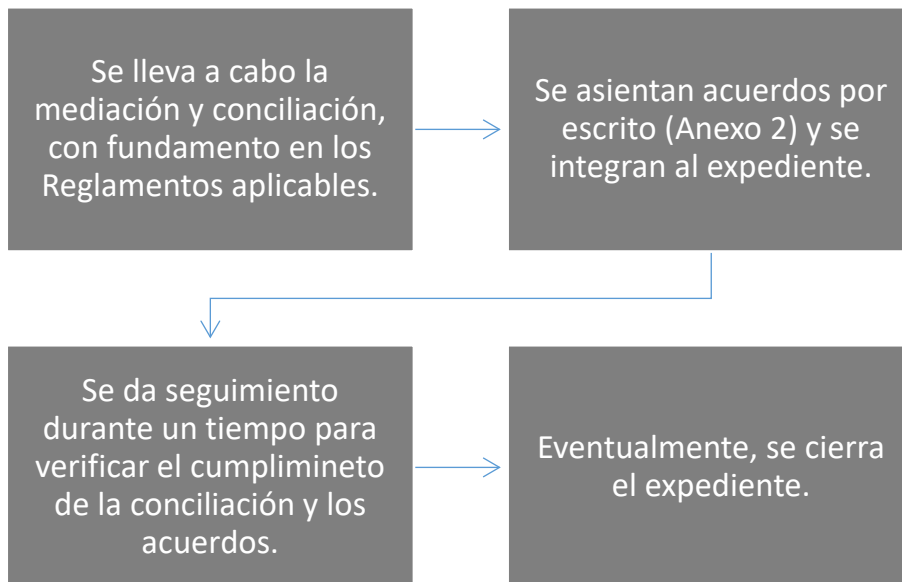 Se lleva a cabo la
mediación y conciliación,
con fundamento en los
Reglamentos aplicables.
Se asientan acuerdos por
escrito (Anexo 2) y se
integran al expediente.
Se da seguimiento
durante un tiempo para
verificar el cumplimineto
de la conciliación y los
acuerdos.
Eventualmente, se cierra
el expediente.